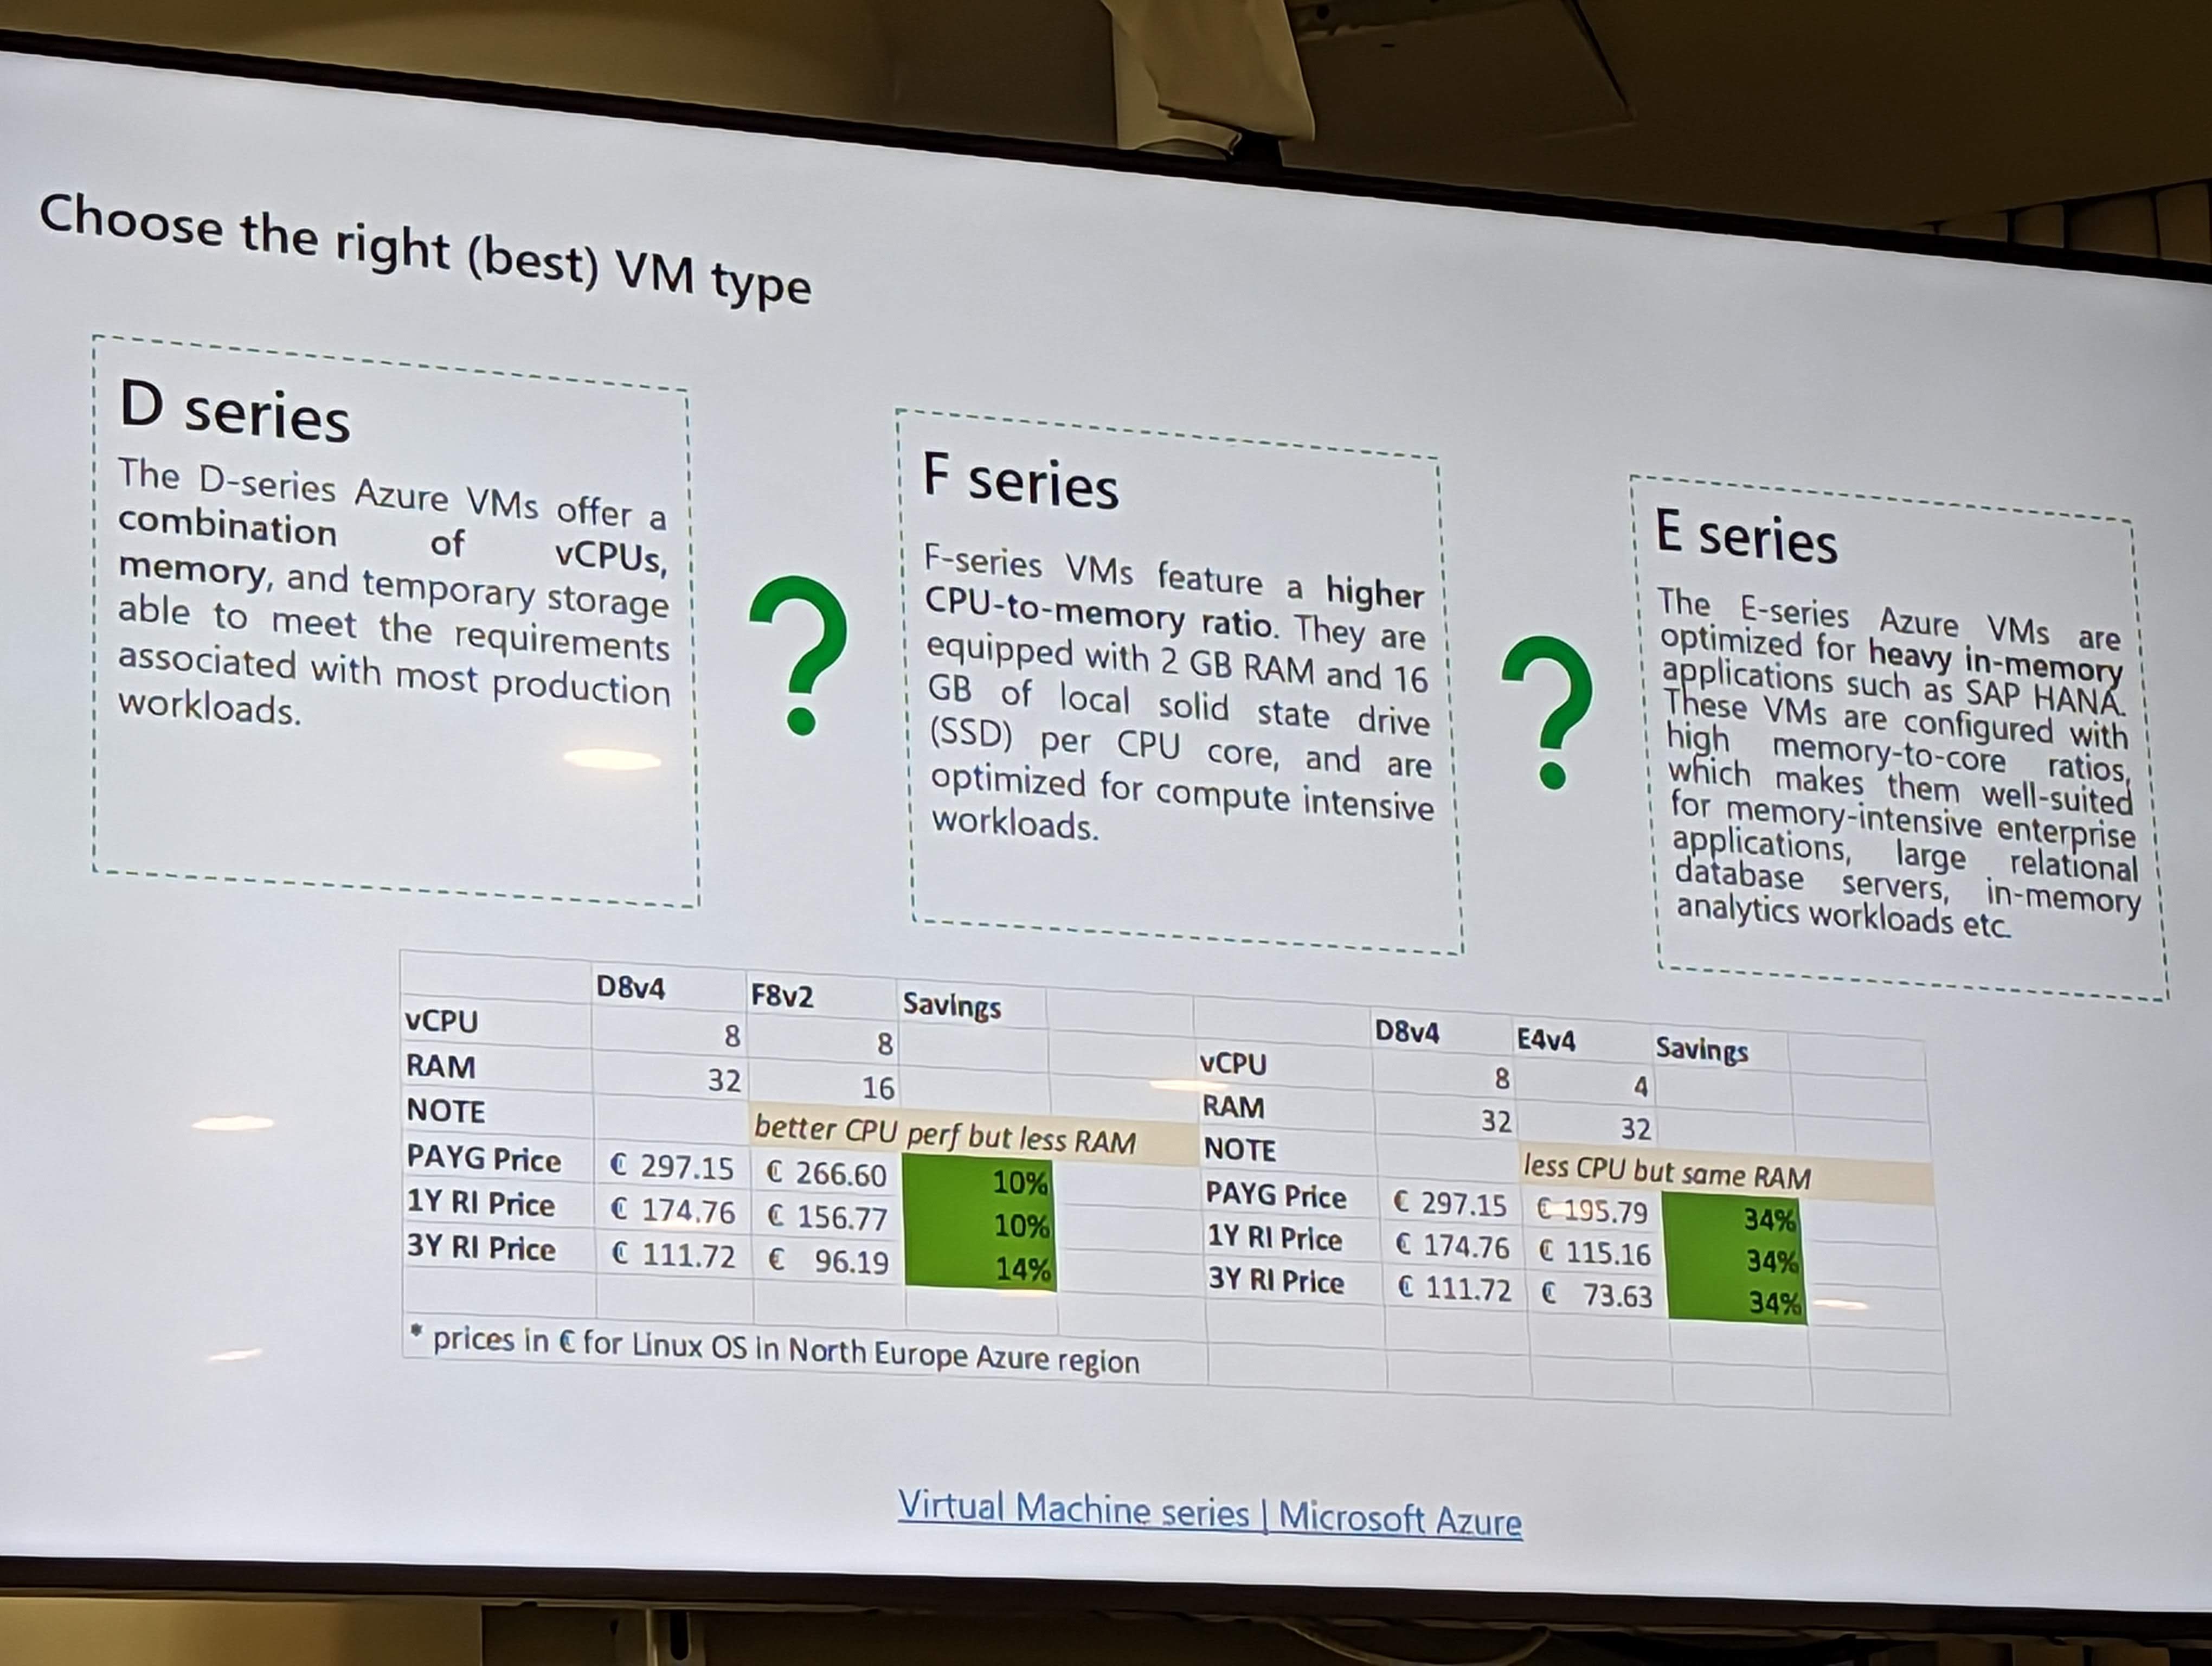 Choose the right (best) VM type
D series
The D-series Azure VMs offer a
combination of vCPUs,
memory, and temporary storage
able to meet the requirements
associated with most production
workloads.
?
F series
F-series VMs feature a higher
CPU-to-memory ratio. They are
equipped with 2 GB RAM and 16
GB of local solid state drive
(SSD) per CPU core, and are
optimized for compute intensive
workloads.
?
E series
The E-series Azure VMs are
optimized for heavy in-memory
applications such as SAP HANA.
These VMs are configured with
high memory-to-core ratios,
which makes them well-suited
for memory-intensive enterprise
applications, large relational
database servers, in-memory
analytics workloads etc.
D8v4 F8v2 Savings
vCPU 8 8
RAM 32 16
NOTE better CPU perf but less RAM
PAYG Price € 297.15 € 266.60 10%
1Y RI Price € 174.76 € 156.77 10%
3Y RI Price € 111.72 € 96.19 14%
* prices in € for Linux OS in North Europe Azure region
D8v4 E4v4 Savings
vCPU 8 4
RAM 32 32
NOTE less CPU but same RAM
PAYG Price € 297.15 € 195.79 34%
1Y RI Price € 174.76 € 115.16 34%
3Y RI Price € 111.72 € 73.63 34%
Virtual Machine series | Microsoft Azure